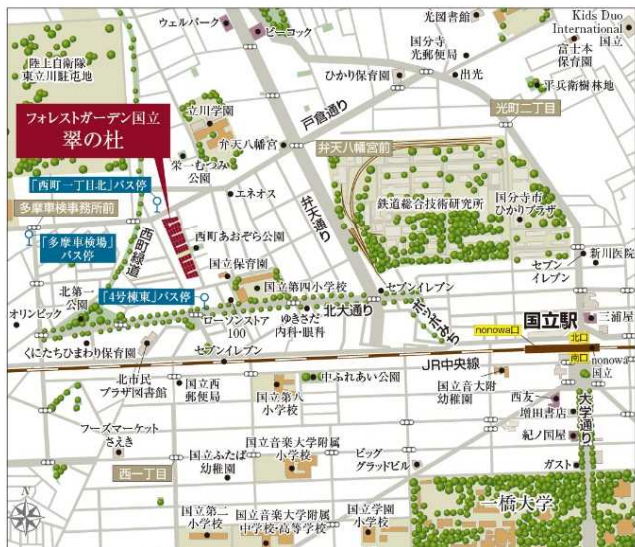 ウェルパーク
ピーコック
光図書館
Kids Duo
International
国立
陸上自衛隊
東立川駐屯地
国分寺
光郵便局
富士本
保育園
ひかり保育園
出光
平兵衛樹林地
立川学園
戸倉通り
光町二丁目
フォレストガーデン国立
翠の杜
弁天八幡宮
弁天八幡宮前
栄一むつみ
公園
「西町一丁目北」バス停
エネオス
多摩車検事務所前
弁天通り
鉄道総合技術研究所
国分寺市
ひかりプラザ
西町緑道
西町あおぞら公園
「多摩車検場」
バス停
国立保育園
セブン
イレブン
新川医院
北第一
公園
「4号棟東」バス停
国立第四小学校
セブンイレブン
オリンピック
北大通り
ポッポみち
ローソンストア
100
ゆきさだ
内科・眼科
nonowa口
国立駅
北口
三浦屋
くにたちひまわり保育園
セブンイレブン
南口
nonowa
国立
北市民
プラザ図書館
国立西
郵便局
中ふれあい公園
JR中央線
国立音大附
幼稚園
国立第八
小学校
西友
増田書店
大学通り
フーズマーケット
さえき
紀ノ国屋
西一丁目
国立ふたば
幼稚園
国立音楽大学附属
小学校
ビッグ
グラッドビル
ガスト
N
国立第二
小学校
国立音楽大学附属
中学校・高等学校
国立学園
小学校
一橋大学